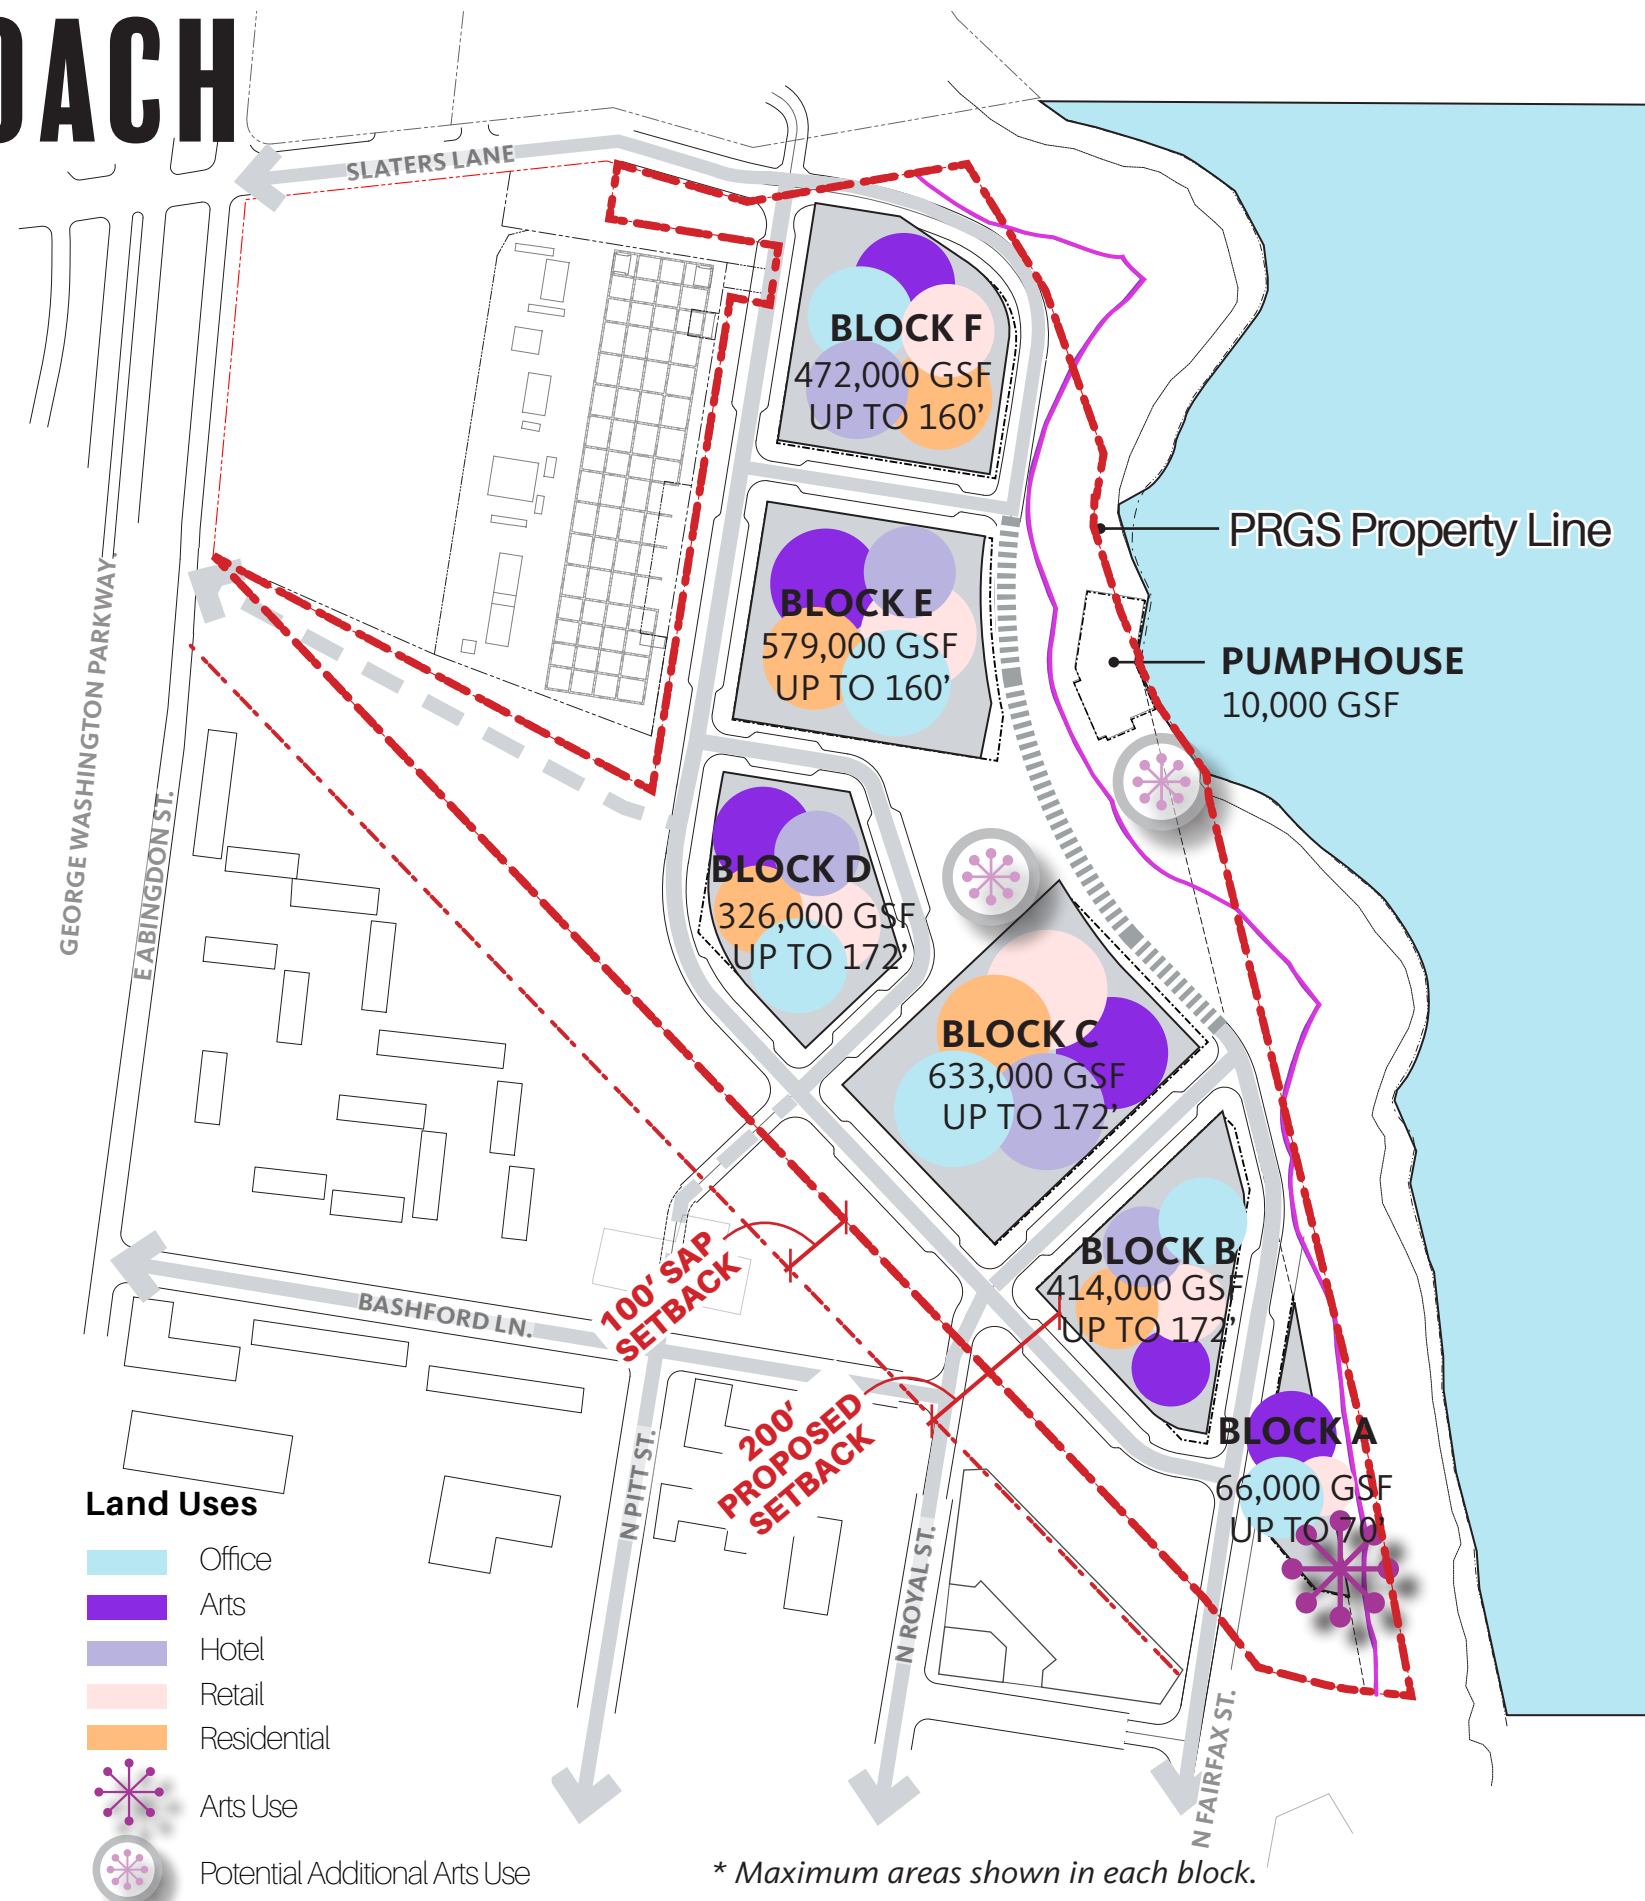 OACH
SLATERS LANE
BLOCK F
472,000 GSF
UP TO 160'
PRGS Property Line
BLOCK E
579,000 GSF
UP TO 160'
PUMPHOUSE
10,000 GSF
GEORGE WASHINGTON PARKWAY
E ABINGDON ST.
BLOCK D
326,000 GSF
UP TO 172'
BLOCK C
633,000 GSF
UP TO 172'
100' SAP
SETBACK
BLOCK B
414,000 GSF
UP TO 172'
BASHFORD LN.
200'
PROPOSED
SETBACK
BLOCK A
66,000 GSF
UP TO 70'
N PITT ST.
N ROYAL ST.
N FAIRFAX ST.
Land Uses
Office
Arts
Hotel
Retail
Residential
Arts Use
Potential Additional Arts Use
* Maximum areas shown in each block.